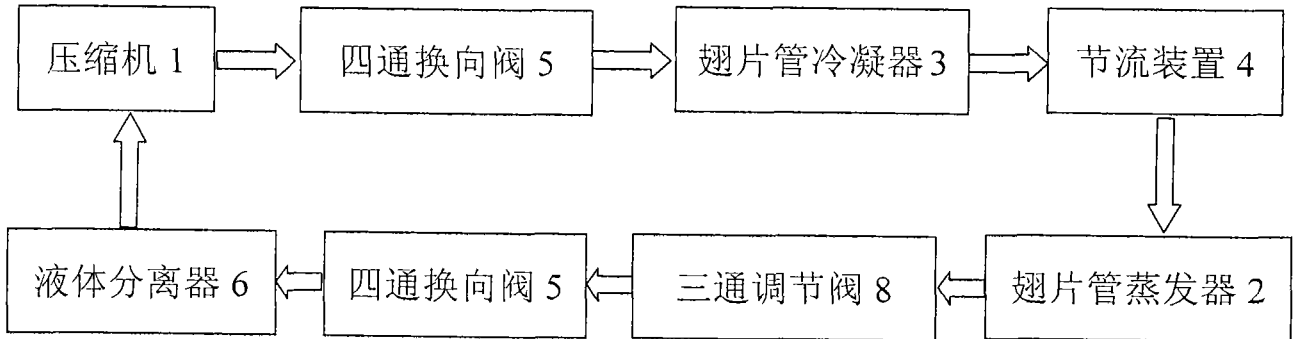 压缩机 1
四通换向阀 5
翅片管冷凝器 3
节流装置 4
液体分离器 6
四通换向阀 5
三通调节阀 8
翅片管蒸发器 2